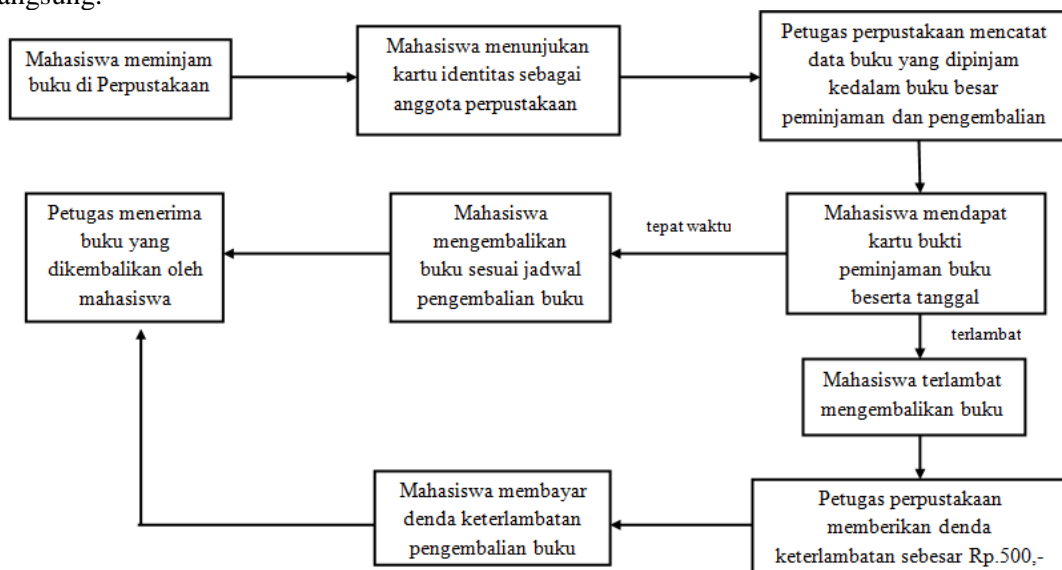 angsung.
Mahasiswa meminjam
buku di Perpustakaan
Mahasiswa menunjukan
kartu identitas sebagai
anggota perpustakaan
Petugas perpustakaan mencatat
data buku yang dipinjam
kedalam buku besar
peminjaman dan pengembalian
Mahasiswa mendapat
kartu bukti
peminjaman buku
beserta tanggal
tepat waktu
Mahasiswa
mengembalikan
buku sesuai jadwal
pengembalian buku
Petugas menerima
buku yang
dikembalikan oleh
mahasiswa
terlambat
Mahasiswa terlambat
mengembalikan buku
Petugas perpustakaan
memberikan denda
keterlambatan sebesar Rp.500,-
Mahasiswa membayar
denda keterlambatan
pengembalian buku